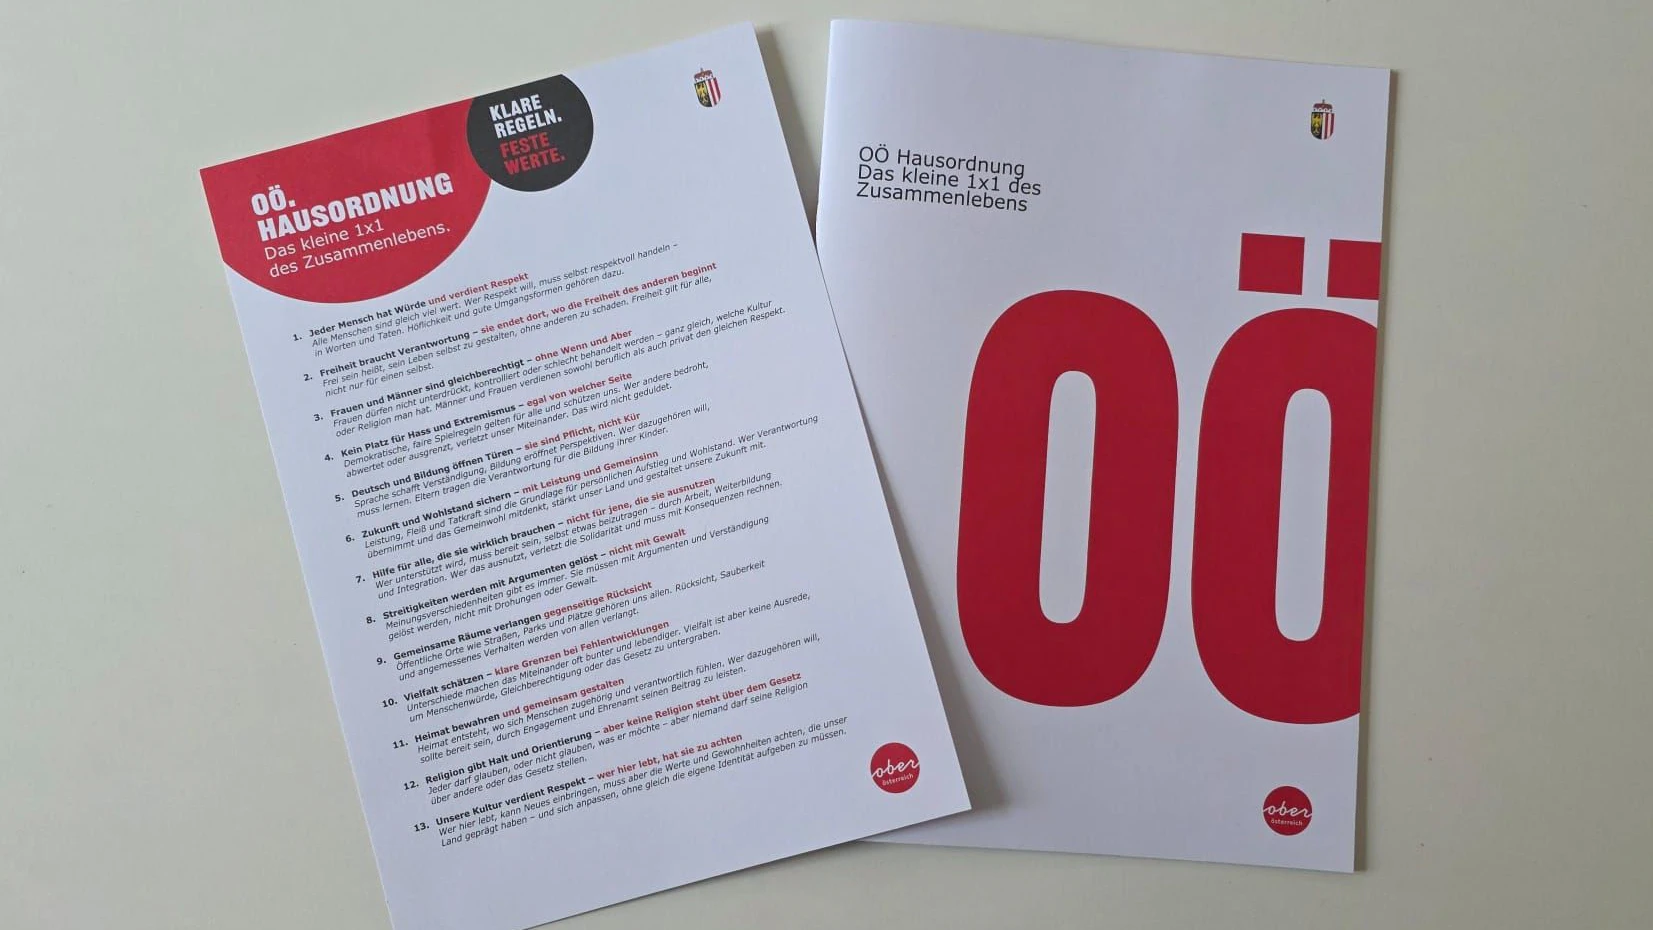 OÖ.
HAUSORDNUNG
Das kleine 1x1
des Zusammenlebens.
KLARE
REGELN.
FESTE
WERTE.
1. Jeder Mensch hat Würde und verdient Respekt
Alle Menschen sind gleich viel wert. Wer Respekt will, muss selbst respektvoll handeln –
in Worten und Taten. Höflichkeit und gute Umgangsformen gehören dazu.
2. Freiheit braucht Verantwortung – sie endet dort, wo die Freiheit des anderen beginnt
Frei sein heißt, sein Leben selbst zu gestalten, ohne anderen zu schaden. Freiheit gilt für alle,
nicht nur für einen selbst.
3. Frauen und Männer sind gleichberechtigt – ohne Wenn und Aber
Frauen dürfen nicht unterdrückt, kontrolliert oder schlecht behandelt werden – ganz gleich, welche Kultur
oder Religion man hat. Männer und Frauen verdienen sowohl beruflich als auch privat den gleichen Respekt.
4. Kein Platz für Hass und Extremismus – egal von welcher Seite
Demokratische, faire Spielregeln gelten für alle und schützen uns. Wer andere bedroht,
abwertet oder ausgrenzt, verletzt unser Miteinander. Das wird nicht geduldet.
5. Deutsch und Bildung öffnen Türen – sie sind Pflicht, nicht Kür
Sprache schafft Verständigung, Bildung eröffnet Perspektiven. Wer dazugehören will,
muss lernen. Eltern tragen die Verantwortung für die Bildung ihrer Kinder.
6. Zukunft und Wohlstand sichern – mit Leistung und Gemeinsinn
Leistung, Fleiß und Tatkraft sind die Grundlage für persönlichen Aufstieg und Wohlstand. Wer Verantwortung
übernimmt und das Gemeinwohl mitdenkt, stärkt unser Land und gestaltet unsere Zukunft mit.
7. Hilfe für alle, die sie wirklich brauchen – nicht für jene, die sie ausnutzen
Wer unterstützt wird, muss bereit sein, selbst etwas beizutragen – durch Arbeit, Weiterbildung
und Integration. Wer das ausnutzt, verletzt die Solidarität und muss mit Konsequenzen rechnen.
8. Streitigkeiten werden mit Argumenten gelöst – nicht mit Gewalt
Meinungsverschiedenheiten gibt es immer. Sie müssen mit Argumenten und Verständigung
gelöst werden, nicht mit Drohungen oder Gewalt.
9. Gemeinsame Räume verlangen gegenseitige Rücksicht
Öffentliche Orte wie Straßen, Parks und Plätze gehören uns allen. Rücksicht, Sauberkeit
und angemessenes Verhalten werden von allen verlangt.
10. Vielfalt schätzen – klare Grenzen bei Fehlentwicklungen
Unterschiede machen das Miteinander oft bunter und lebendiger. Vielfalt ist aber keine Ausrede,
um Menschenwürde, Gleichberechtigung oder das Gesetz zu untergraben.
11. Heimat bewahren und gemeinsam gestalten
Heimat entsteht, wo sich Menschen zugehörig und verantwortlich fühlen. Wer dazugehören will,
sollte bereit sein, durch Engagement und Ehrenamt seinen Beitrag zu leisten.
12. Religion gibt Halt und Orientierung – aber keine Religion steht über dem Gesetz
Jeder darf glauben, oder nicht glauben, was er möchte – aber niemand darf seine Religion
über andere oder das Gesetz stellen.
13. Unsere Kultur verdient Respekt – wer hier lebt, hat sie zu achten
Wer hier lebt, kann Neues einbringen, muss aber die Werte und Gewohnheiten achten, die unser
Land geprägt haben – und sich anpassen, ohne gleich die eigene Identität aufgeben zu müssen.
ober
österreich
OÖ Hausordnung
Das kleine 1x1 des
Zusammenlebens
OÖ
ober
österreich